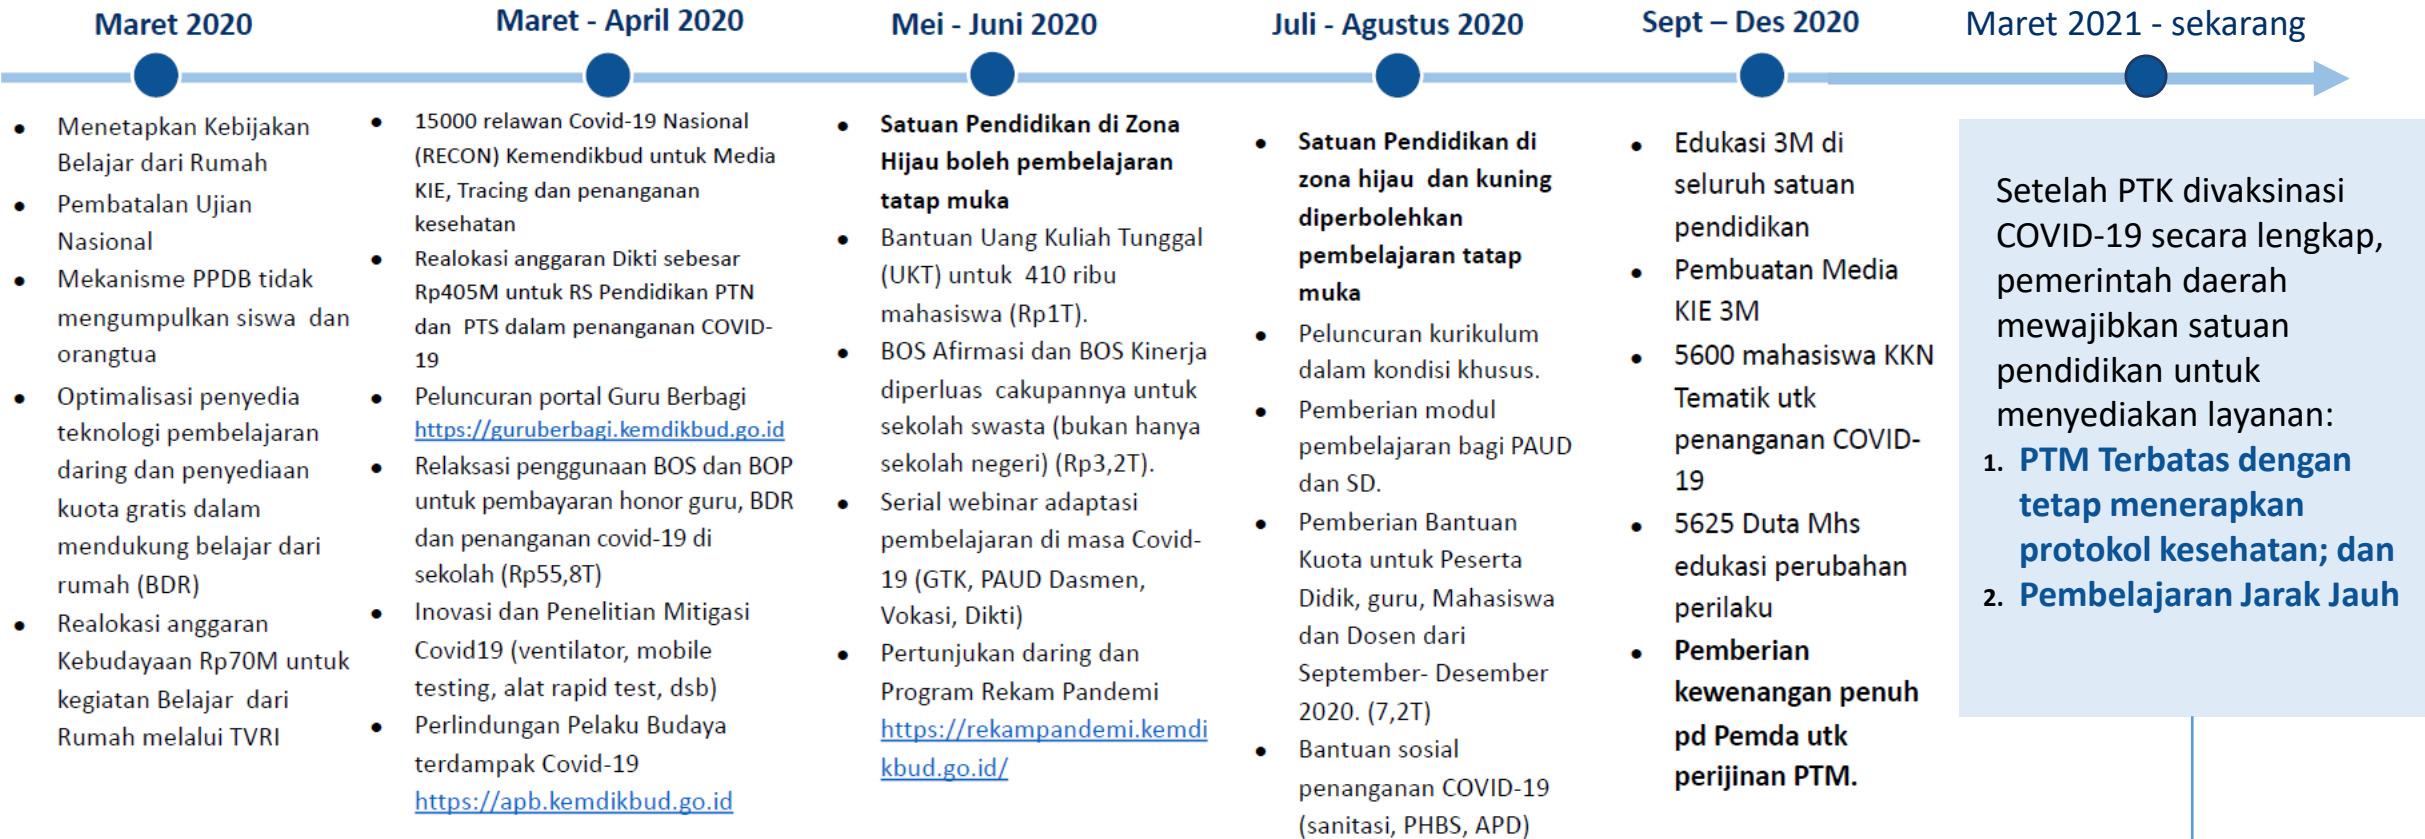 Maret 2020
● Menetapkan Kebijakan
Belajar dari Rumah
● Pembatalan Ujian
Nasional
● Mekanisme PPDB tidak
mengumpulkan siswa dan
orangtua
● Optimalisasi penyedia
teknologi pembelajaran
daring dan penyediaan
kuota gratis dalam
mendukung belajar dari
rumah (BDR)
● Realokasi anggaran
Kebudayaan Rp70M untuk
kegiatan Belajar dari
Rumah melalui TVRI
Maret - April 2020
● 15000 relawan Covid-19 Nasional
(RECON) Kemendikbud untuk Media
KIE, Tracing dan penanganan
kesehatan
● Realokasi anggaran Dikti sebesar
Rp405M untuk RS Pendidikan PTN
dan PTS dalam penanganan COVID-
19
● Peluncuran portal Guru Berbagi
https://guruberbagi.kemdikbud.go.id
● Relaksasi penggunaan BOS dan BOP
untuk pembayaran honor guru, BDR
dan penanganan covid-19 di
sekolah (Rp55,8T)
● Inovasi dan Penelitian Mitigasi
Covid19 (ventilator, mobile
testing, alat rapid test, dsb)
● Perlindungan Pelaku Budaya
terdampak Covid-19
https://apb.kemdikbud.go.id
Mei - Juni 2020
● Satuan Pendidikan di Zona
Hijau boleh pembelajaran
tatap muka
● Bantuan Uang Kuliah Tunggal
(UKT) untuk 410 ribu
mahasiswa (Rp1T).
● BOS Afirmasi dan BOS Kinerja
diperluas cakupannya untuk
sekolah swasta (bukan hanya
sekolah negeri) (Rp3,2T).
● Serial webinar adaptasi
pembelajaran di masa Covid-
19 (GTK, PAUD Dasmen,
Vokasi, Dikti)
● Pertunjukan daring dan
Program Rekam Pandemi
https://rekampandemi.kemdi
kbud.go.id/
Juli - Agustus 2020
● Satuan Pendidikan di
zona hijau dan kuning
diperbolehkan
pembelajaran tatap
muka
● Peluncuran kurikulum
dalam kondisi khusus.
● Pemberian modul
pembelajaran bagi PAUD
dan SD.
● Pemberian Bantuan
Kuota untuk Peserta
Didik, guru, Mahasiswa
dan Dosen dari
September- Desember
2020. (7,2T)
● Bantuan sosial
penanganan COVID-19
(sanitasi, PHBS, APD)
Sept – Des 2020
● Edukasi 3M di
seluruh satuan
pendidikan
● Pembuatan Media
KIE 3M
● 5600 mahasiswa KKN
Tematik utk
penanganan COVID-
19
● 5625 Duta Mhs
edukasi perubahan
perilaku
● Pemberian
kewenangan penuh
pd Pemda utk
perijinan PTM.
Maret 2021 - sekarang
Setelah PTK divaksinasi
COVID-19 secara lengkap,
pemerintah daerah
mewajibkan satuan
pendidikan untuk
menyediakan layanan:
1. PTM Terbatas dengan
tetap menerapkan
protokol kesehatan; dan
2. Pembelajaran Jarak Jauh